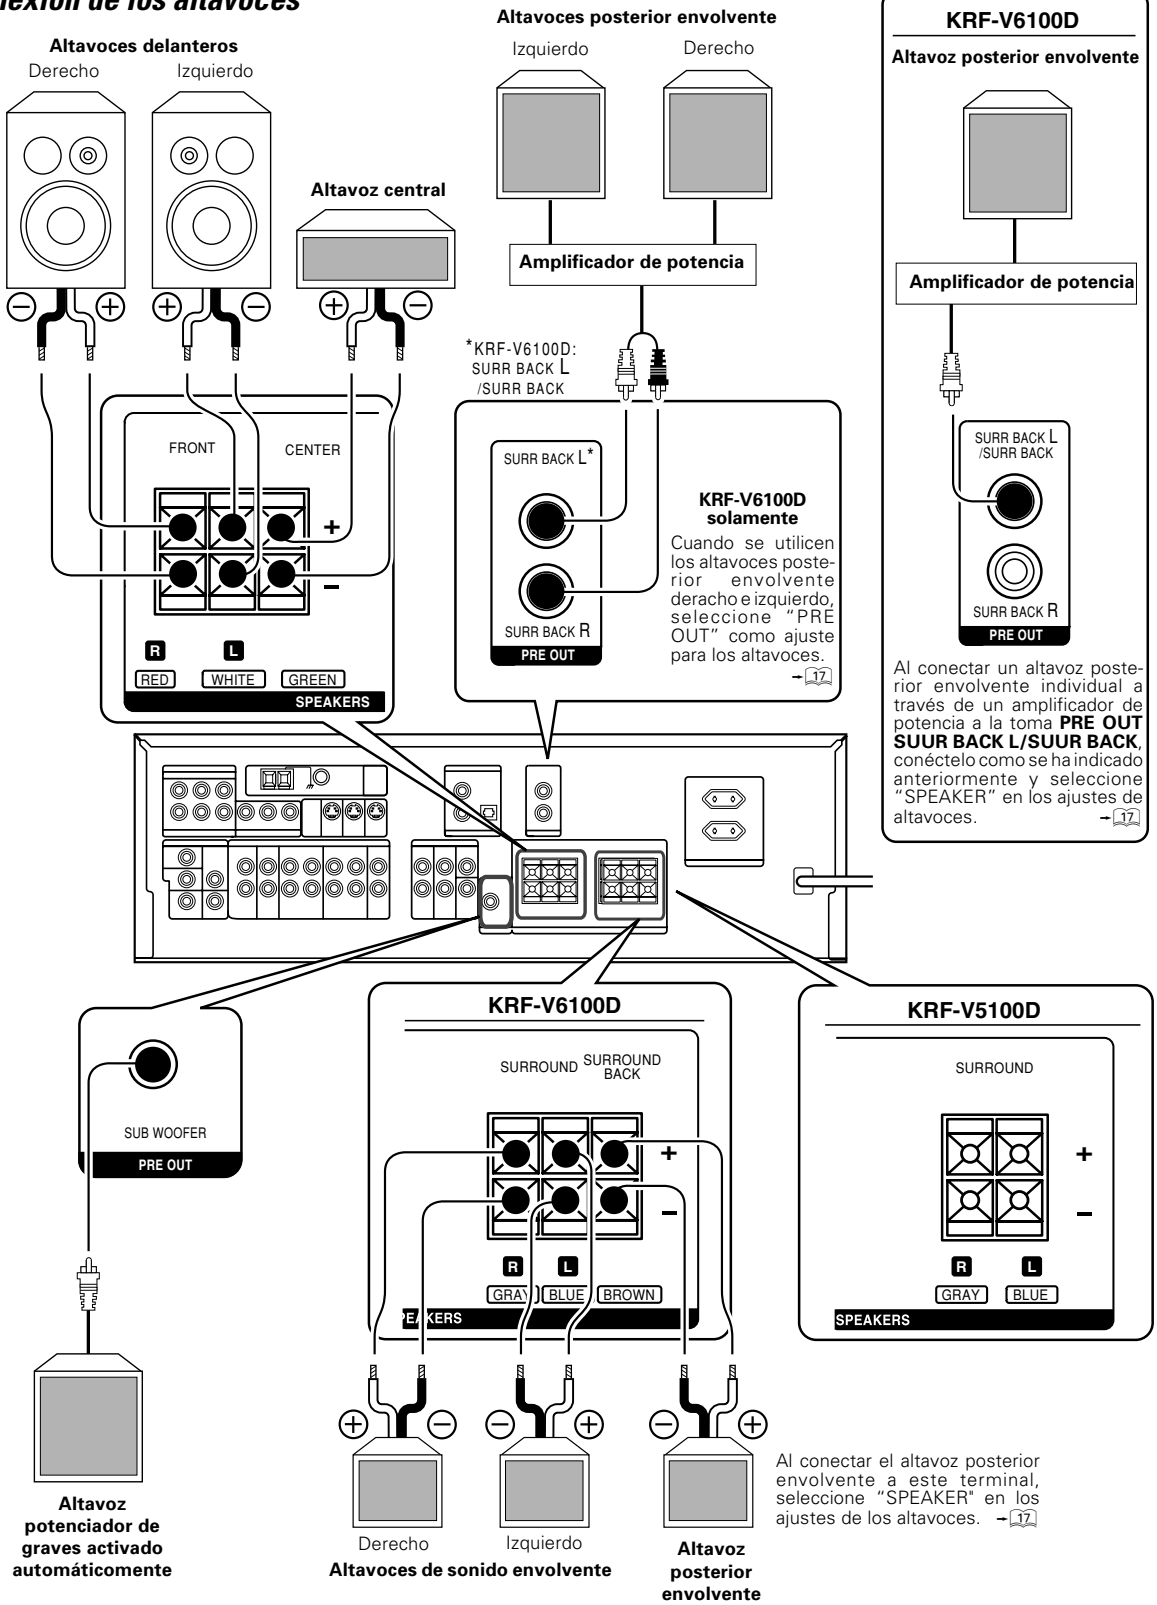 nexión de los altavoces
Altavoces delanteros
Derecho
Izquierdo
Altavoz central
Altavoces posterior envolvente
Izquierdo
Derecho
Amplificador de potencia
*KRF-V6100D:
SURR BACK L
/SURR BACK
FRONT
CENTER
+
–
R
L
RED
WHITE
GREEN
SPEAKERS
SURR BACK L*
SURR BACK R
PRE OUT
KRF-V6100D
solamente
Cuando se utilicen
los altavoces poste-
rior envolvente
deracho e izquierdo,
seleccione “PRE
OUT” como ajuste
para los altavoces.
17
KRF-V6100D
Altavoz posterior envolvente
Amplificador de potencia
SURR BACK L
/SURR BACK
SURR BACK R
PRE OUT
Al conectar un altavoz poste-
rior envolvente individual a
través de un amplificador de
potencia a la toma PRE OUT
SUUR BACK L/SUUR BACK,
conéctelo como se ha indicado
anteriormente y seleccione
“SPEAKER” en los ajustes de
altavoces.
17
SUB WOOFER
PRE OUT
Altavoz
potenciador de
graves activado
automáticomente
KRF-V6100D
SURROUND
SURROUND
BACK
+
–
R
L
GRAY
BLUE
BROWN
PEAKERS
Derecho
Izquierdo
Altavoces de sonido envolvente
Altavoz
posterior
envolvente
KRF-V5100D
SURROUND
+
–
R
L
GRAY
BLUE
SPEAKERS
Al conectar el altavoz posterior
envolvente a este terminal,
seleccione “SPEAKER" en los
ajustes de los altavoces.
17